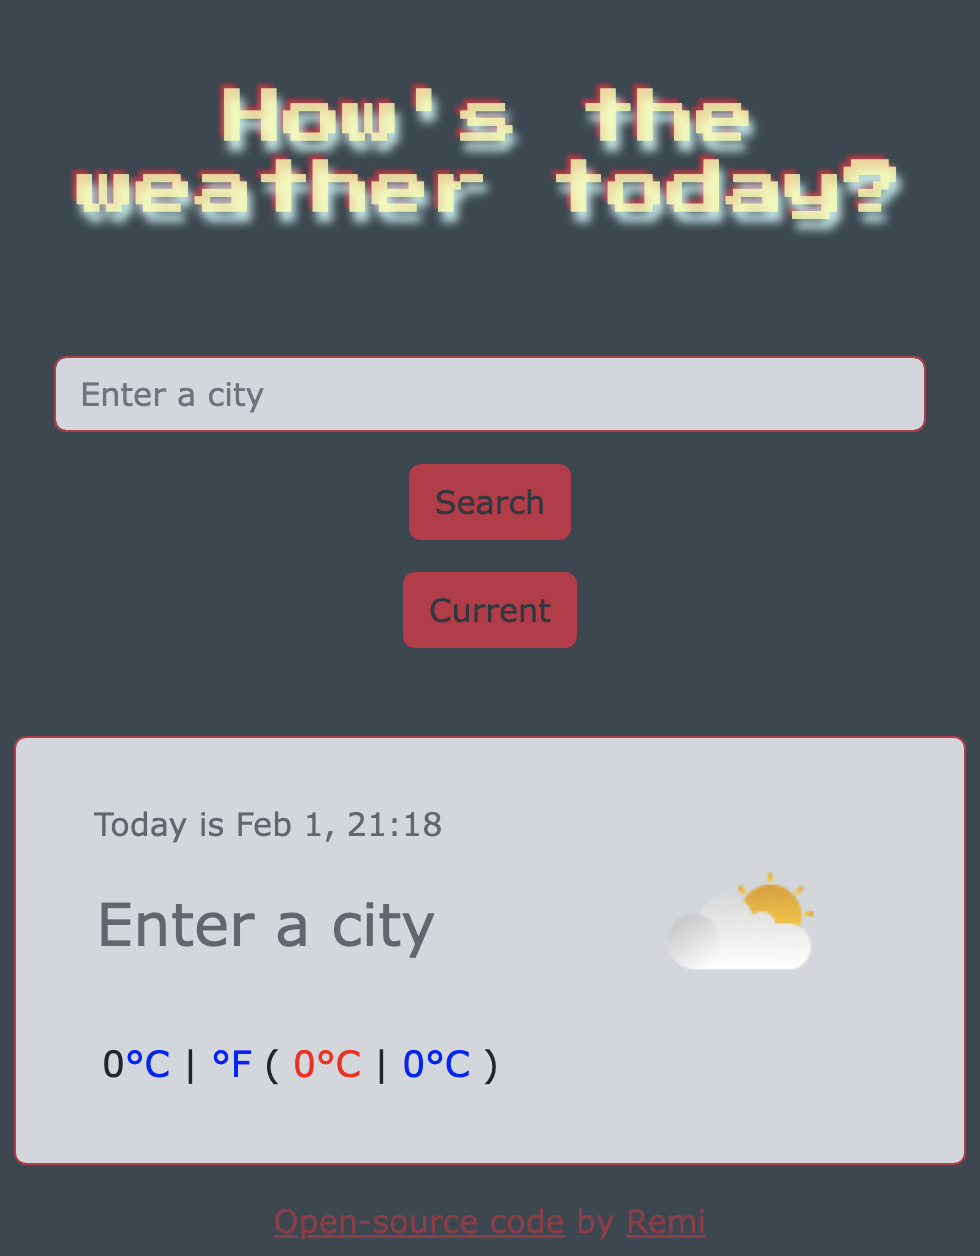 How's the
weather today?
Enter a city
Search
Current
Today is Feb 1, 21:18
Enter a city
0°C | °F ( 0°C | 0°C )
Open-source code by Remi